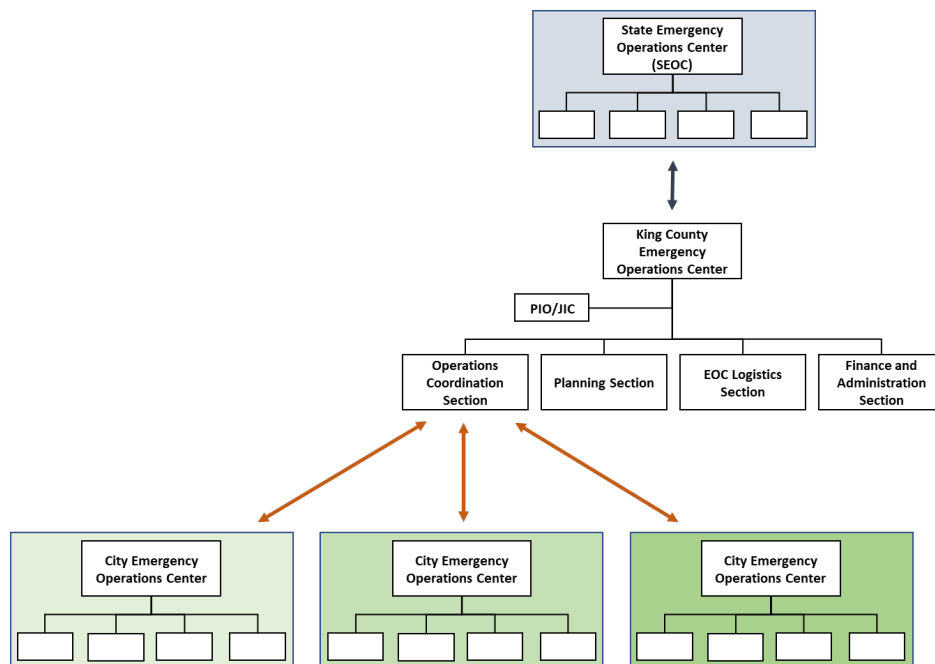 State Emergency
Operations Center
(SEOC)
King County
Emergency
Operations Center
PIO/JIC
Operations
Coordination
Section
Planning Section
EOC Logistics
Section
Finance and
Administration
Section
City Emergency
Operations Center
City Emergency
Operations Center
City Emergency
Operations Center